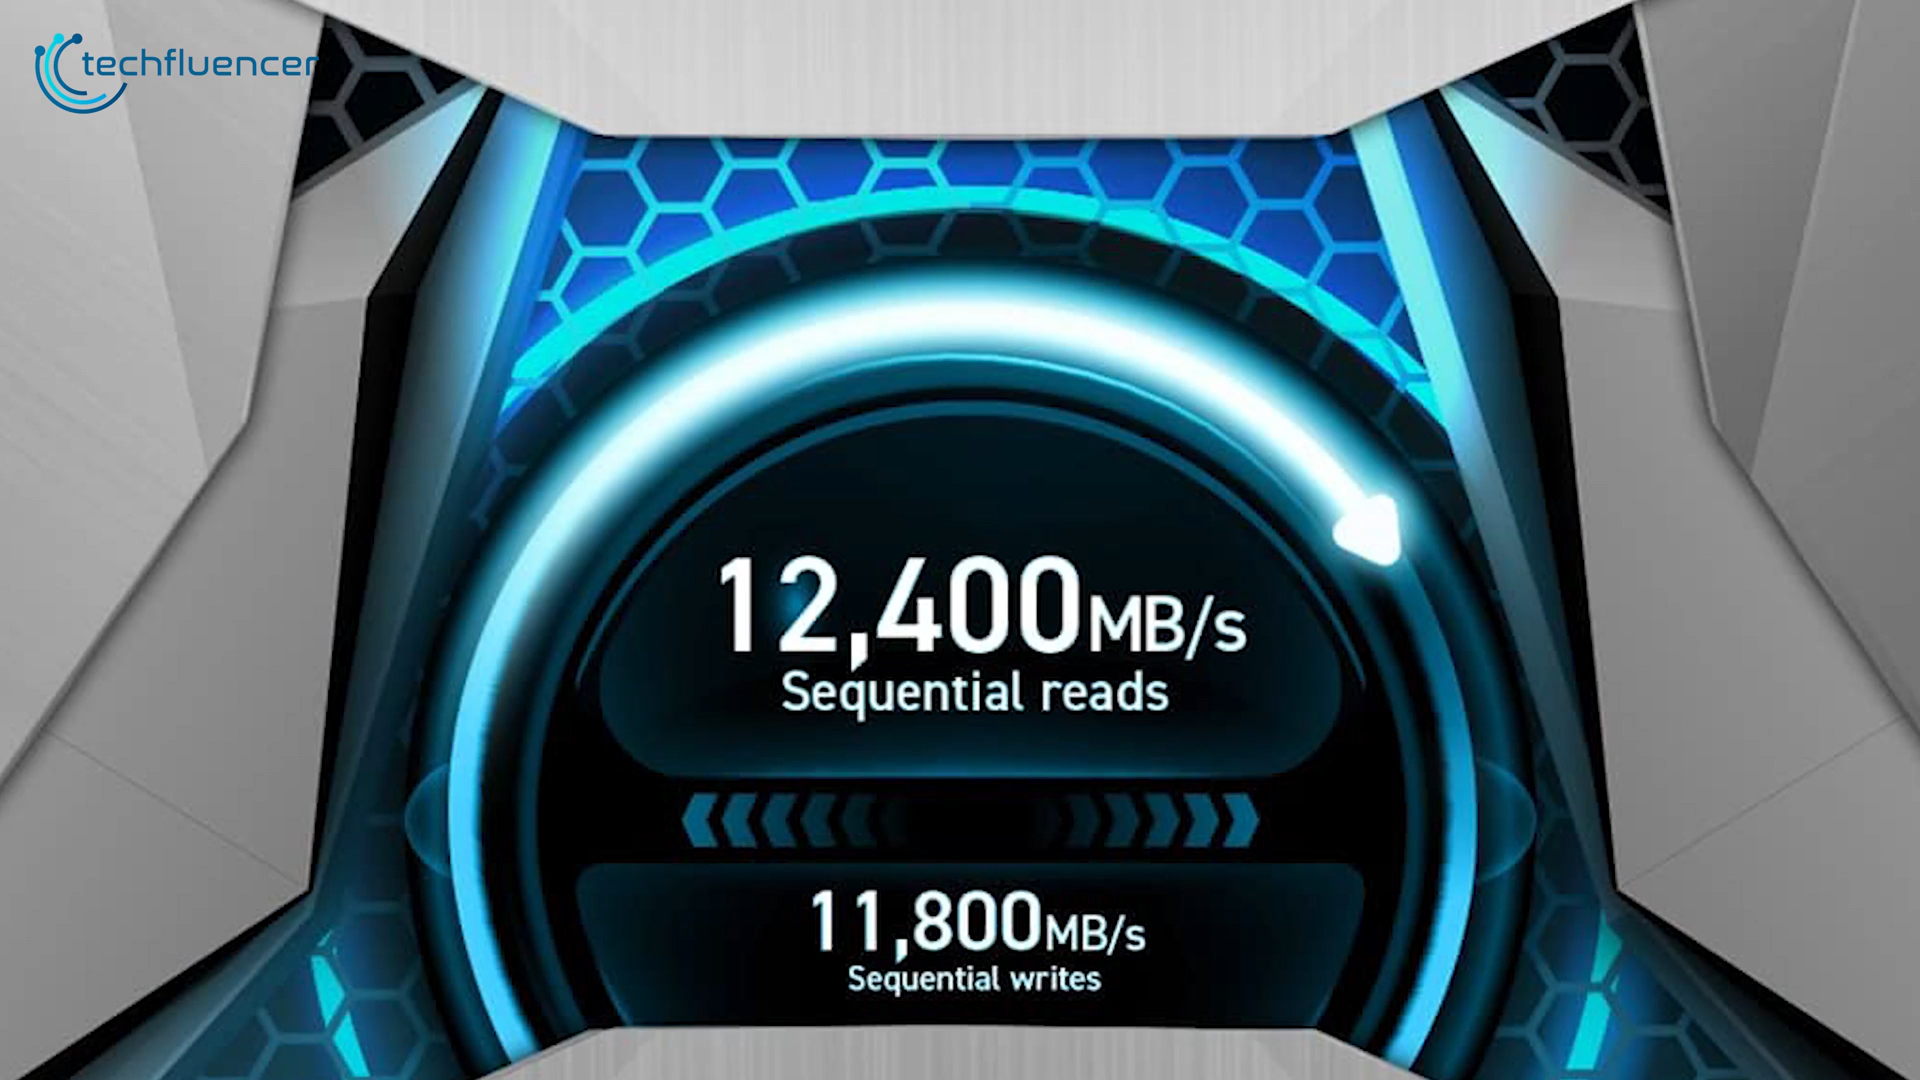 techfluencer
12,400MB/s
Sequential reads
11,800MB/s
Sequential writes